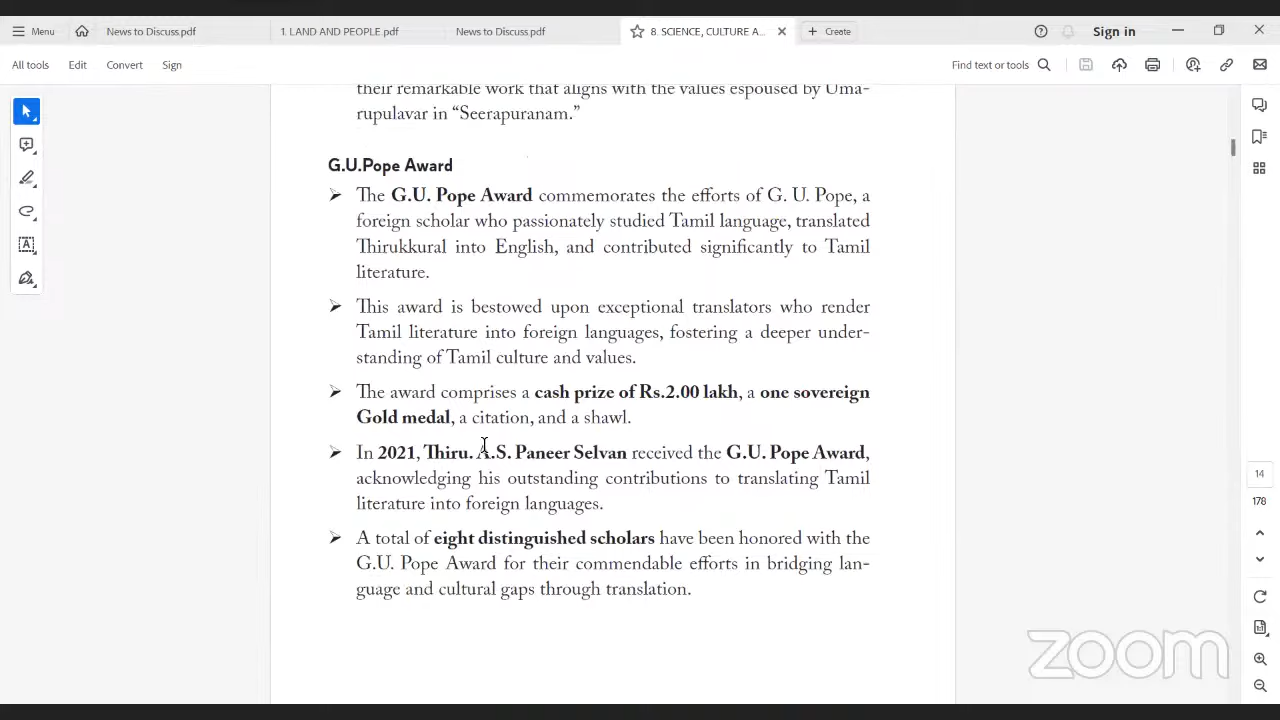 Menu
News to Discuss.pdf
1. LAND AND PEOPLE.pdf
News to Discuss.pdf
8. SCIENCE, CULTURE A...
Create
Sign in
All tools
Edit
Convert
Sign
Find text or tools
their remarkable work that aligns with the values espoused by Uma-
rupulavar in “Seerapuranam.”
G.U.Pope Award
➢ The G.U. Pope Award commemorates the efforts of G. U. Pope, a
foreign scholar who passionately studied Tamil language, translated
Thirukkural into English, and contributed significantly to Tamil
literature.
➢ This award is bestowed upon exceptional translators who render
Tamil literature into foreign languages, fostering a deeper under-
standing of Tamil culture and values.
➢ The award comprises a cash prize of Rs.2.00 lakh, a one sovereign
Gold medal, a citation, and a shawl.
➢ In 2021, Thiru. A.S. Paneer Selvan received the G.U. Pope Award,
acknowledging his outstanding contributions to translating Tamil
literature into foreign languages.
➢ A total of eight distinguished scholars have been honored with the
G.U. Pope Award for their commendable efforts in bridging lan-
guage and cultural gaps through translation.
14
178
zoom